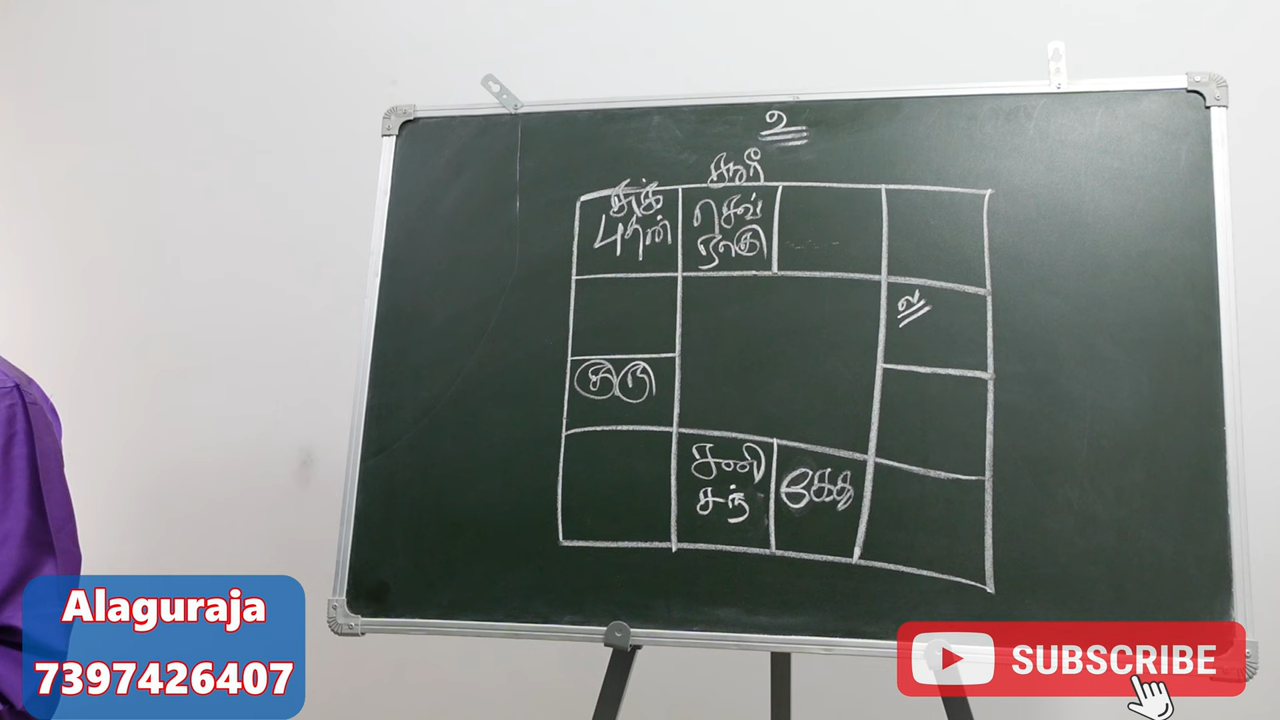 உ
சூரி
சுக்
புதன்
செவ்
ராகு
ல
குரு
சனி
சந்
கேது
Alaguraja
7397426407
SUBSCRIBE